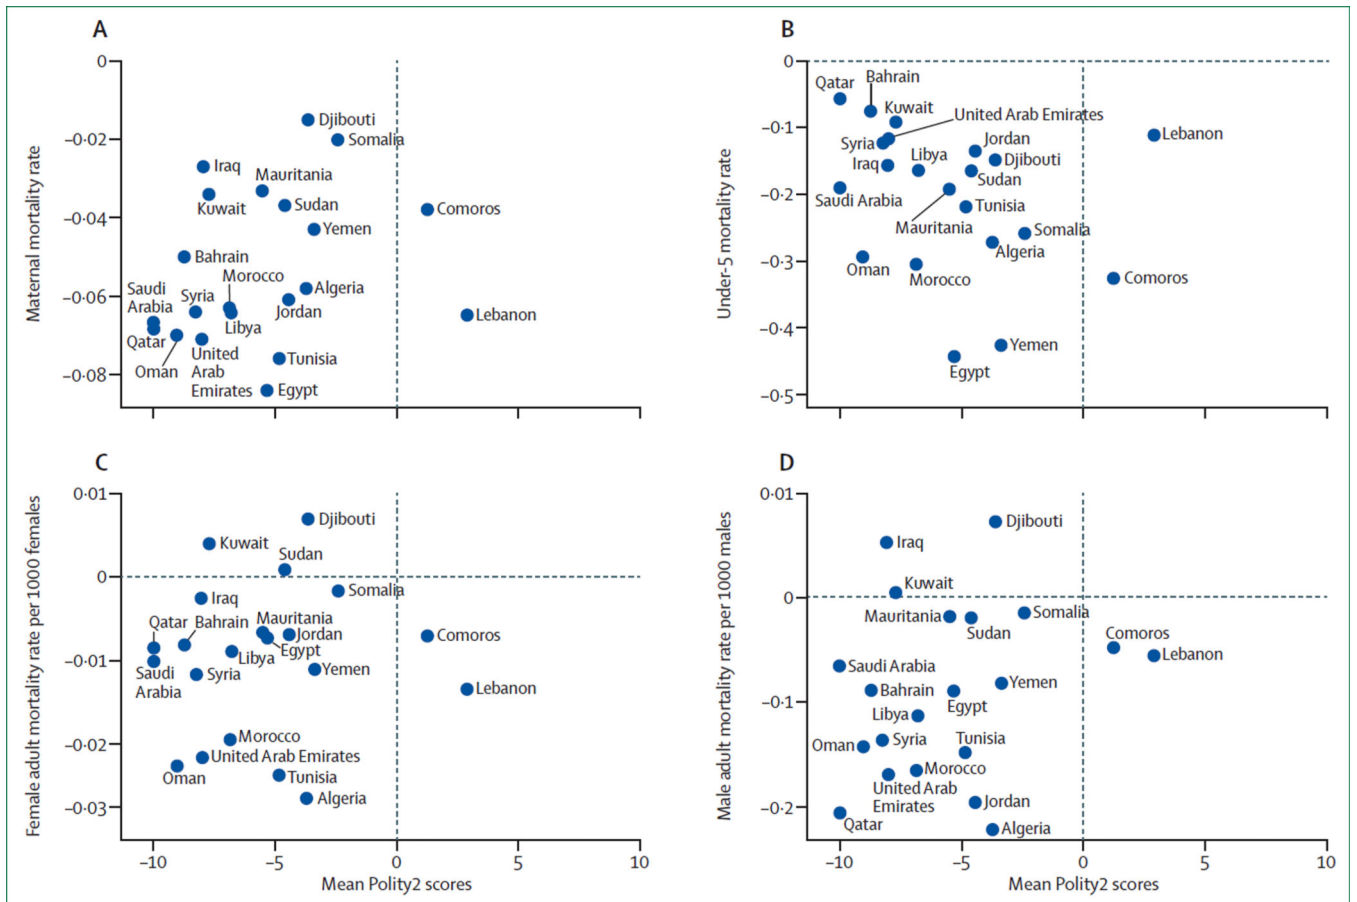 A
0
−0·02
−0·04
−0·06
−0·08
Maternal mortality rate
Djibouti
Somalia
Iraq
Mauritania
Kuwait
Sudan
Comoros
Yemen
Bahrain
Morocco
Saudi
Arabia
Syria
Algeria
Jordan
Libya
Lebanon
Qatar
Oman
United
Arab
Emirates
Tunisia
Egypt
B
0
−0·1
−0·2
−0·3
−0·4
−0·5
Under-5 mortality rate
Qatar
Bahrain
Kuwait
United Arab Emirates
Lebanon
Syria
Jordan
Iraq
Libya
Djibouti
Sudan
Saudi Arabia
Tunisia
Mauritania
Somalia
Algeria
Oman
Morocco
Comoros
Yemen
Egypt
−10
−5
0
5
10
C
0·01
0
−0·01
−0·02
−0·03
Female adult mortality rate per 1000 females
Djibouti
Kuwait
Sudan
Somalia
Iraq
Qatar
Bahrain
Mauritania
Jordan
Comoros
Egypt
Libya
Saudi
Arabia
Syria
Yemen
Lebanon
Morocco
United Arab Emirates
Oman
Tunisia
Algeria
−10
−5
0
5
10
Mean Polity2 scores
D
0·01
0
−0·1
−0·2
Male adult mortality rate per 1000 males
Djibouti
Iraq
Kuwait
Mauritania
Somalia
Sudan
Comoros
Lebanon
Saudi Arabia
Yemen
Bahrain
Egypt
Libya
Oman
Syria
Tunisia
Morocco
United Arab
Emirates
Jordan
Qatar
Algeria
−10
−5
0
5
10
Mean Polity2 scores